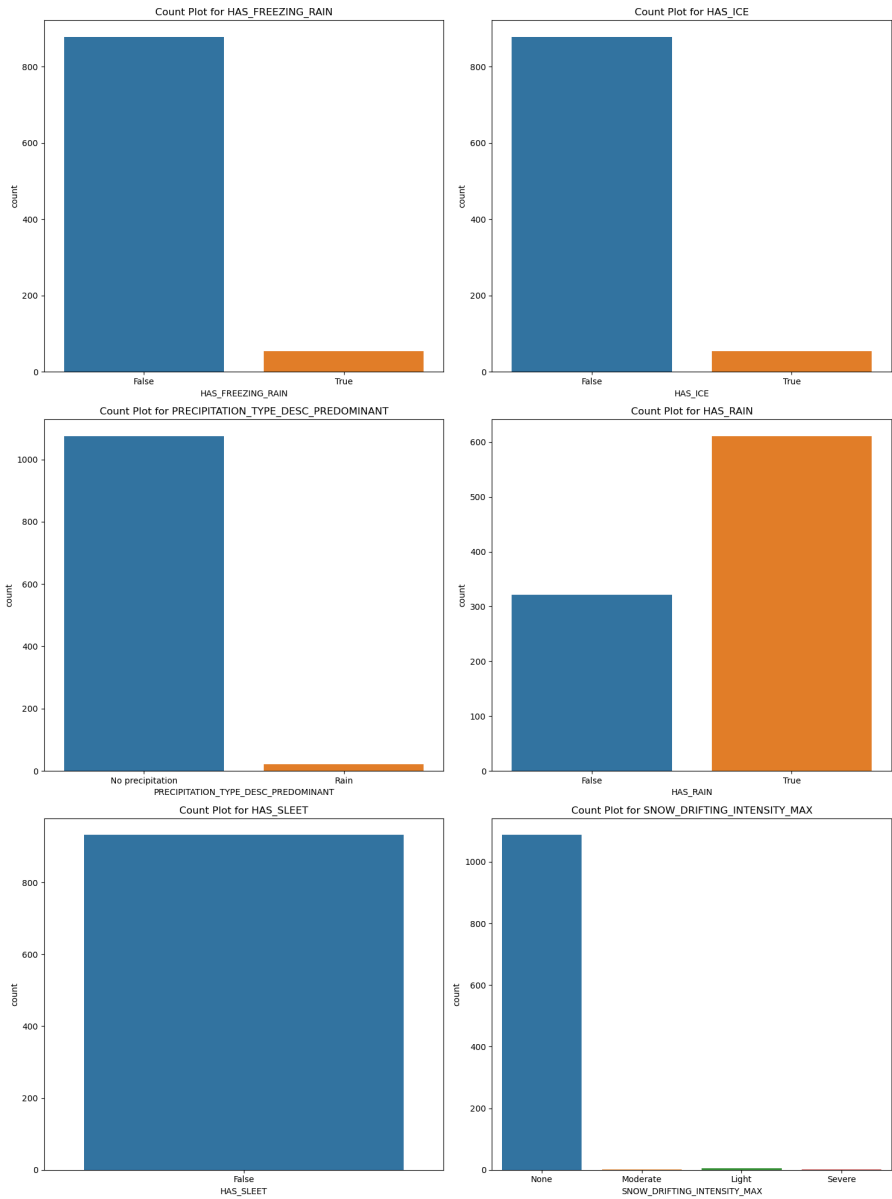 Count Plot for HAS_FREEZING_RAIN
800
600
400
200
0
count
False
True
HAS_FREEZING_RAIN
Count Plot for HAS_ICE
800
600
400
200
0
count
False
True
HAS_ICE
Count Plot for PRECIPITATION_TYPE_DESC_PREDOMINANT
1000
800
600
400
200
0
count
No precipitation
Rain
PRECIPITATION_TYPE_DESC_PREDOMINANT
Count Plot for HAS_RAIN
600
500
400
300
200
100
0
count
False
True
HAS_RAIN
Count Plot for HAS_SLEET
800
600
400
200
0
count
False
HAS_SLEET
Count Plot for SNOW_DRIFTING_INTENSITY_MAX
1000
800
600
400
200
0
count
None
Moderate
Light
Severe
SNOW_DRIFTING_INTENSITY_MAX